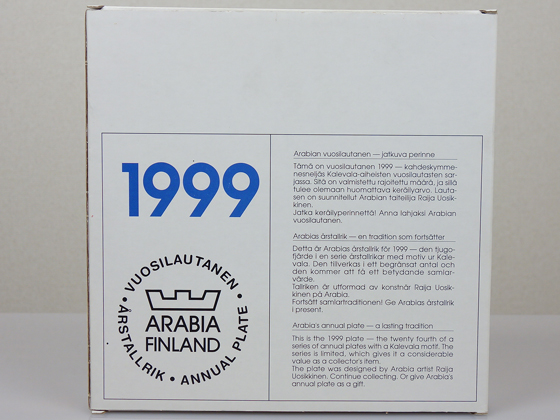 1999
• VUOSILAUTANEN •
ÅRSTALLRIK • ANNUAL PLATE
ARABIA
FINLAND
Arabian vuosilautanen — jatkuva perinne
Tämä on vuosilautanen 1999 — kahdeskymme-
nesneljäs Kalevala-aiheisten vuosilautasten sar-
jassa. Sitä on valmistettu rajoitettu määrä, ja sillä
tulee olemaan huomattava keräilyarvo. Lauta-
sen on suunnitellut Arabian taiteilija Raija Uosik-
kinen.
Jatka keräilyperinnettä! Anna lahjaksi Arabian
vuosilautanen.
Arabias årstallrik — en tradition som fortsätter
Detta är Arabias årstallrik för 1999 — den tjugo-
fjärde i en serie årstallrikar med motiv ur Kale-
vala. Den tillverkas i ett begränsat antal och
den kommer att få ett betydande samlar-
värde.
Tallriken är utformad av konstnär Raija Uosik-
kinen på Arabia.
Fortsätt samlartraditionen! Ge Arabias årstallrik
i present.
Arabia's annual plate — a lasting tradition
This is the 1999 plate — the twenty fourth of a
series of annual plates with a Kalevala motif. The
series is limited, which gives it a considerable
value as a collector's item.
The plate was designed by Arabia artist Raija
Uosikkinen. Continue collecting. Or give Arabia's
annual plate as a gift.